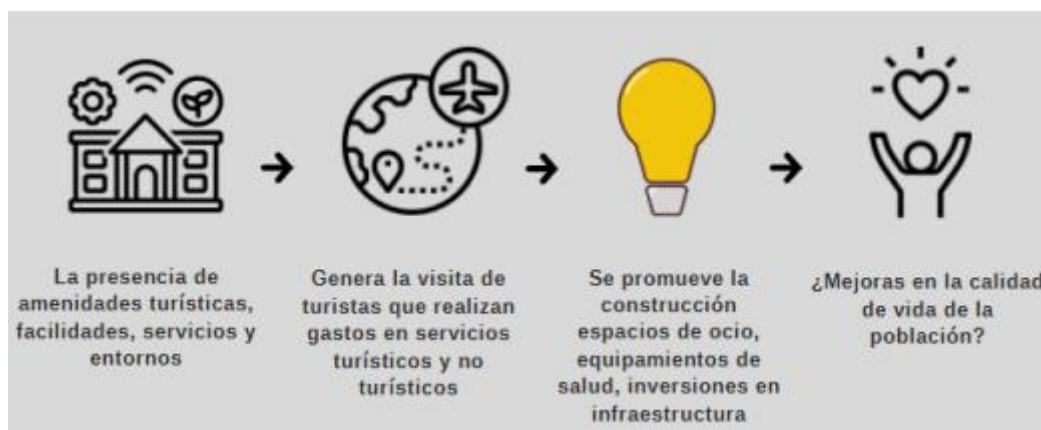 La presencia de
amenidades turísticas,
facilidades, servicios y
entornos
Genera la visita de
turistas que realizan
gastos en servicios
turísticos y no
turísticos
Se promueve la
construcción
espacios de ocio,
equipamientos de
salud, inversiones en
infraestructura
¿Mejoras en la calidad
de vida de la
población?